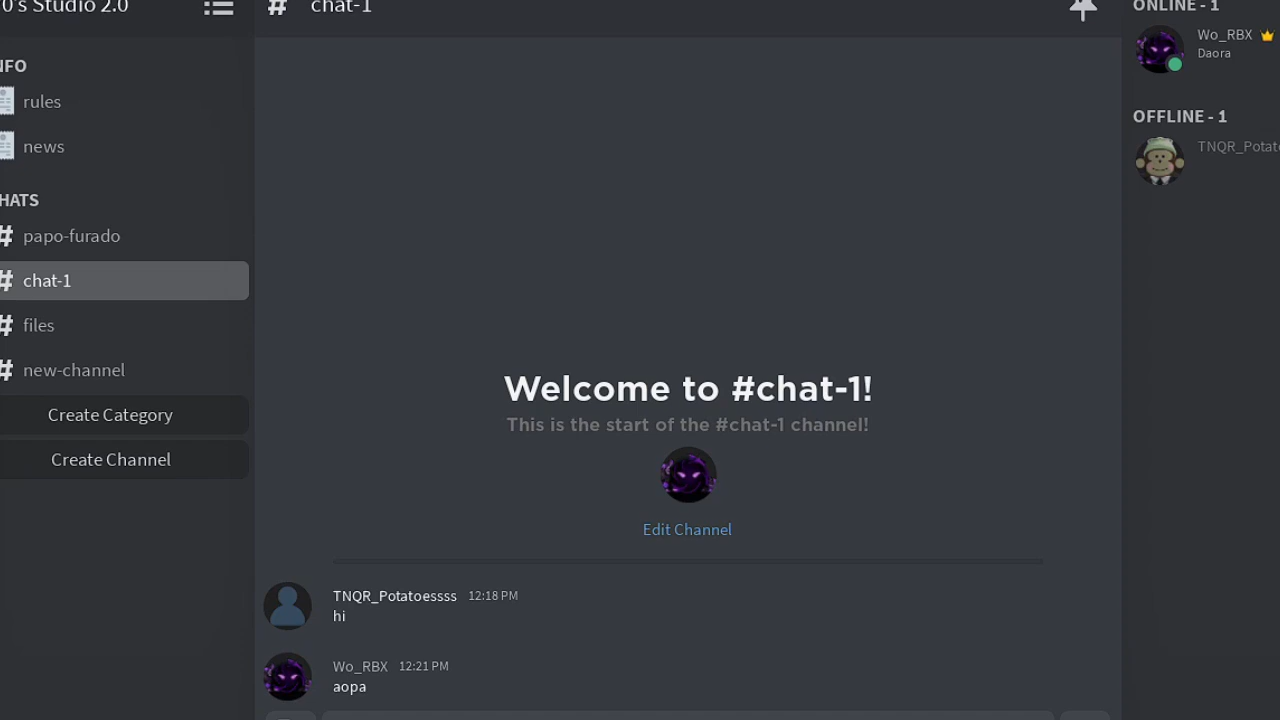 0's Studio 2.0
NFO
rules
news
HATS
# papo-furado
# chat-1
# files
# new-channel
Create Category
Create Channel
# chat-1
Welcome to #chat-1!
This is the start of the #chat-1 channel!
Edit Channel
TNQR_Potatoessss 12:18 PM
hi
Wo_RBX 12:21 PM
aopa
ONLINE - 1
Wo_RBX
Daora
OFFLINE - 1
TNQR_Potato